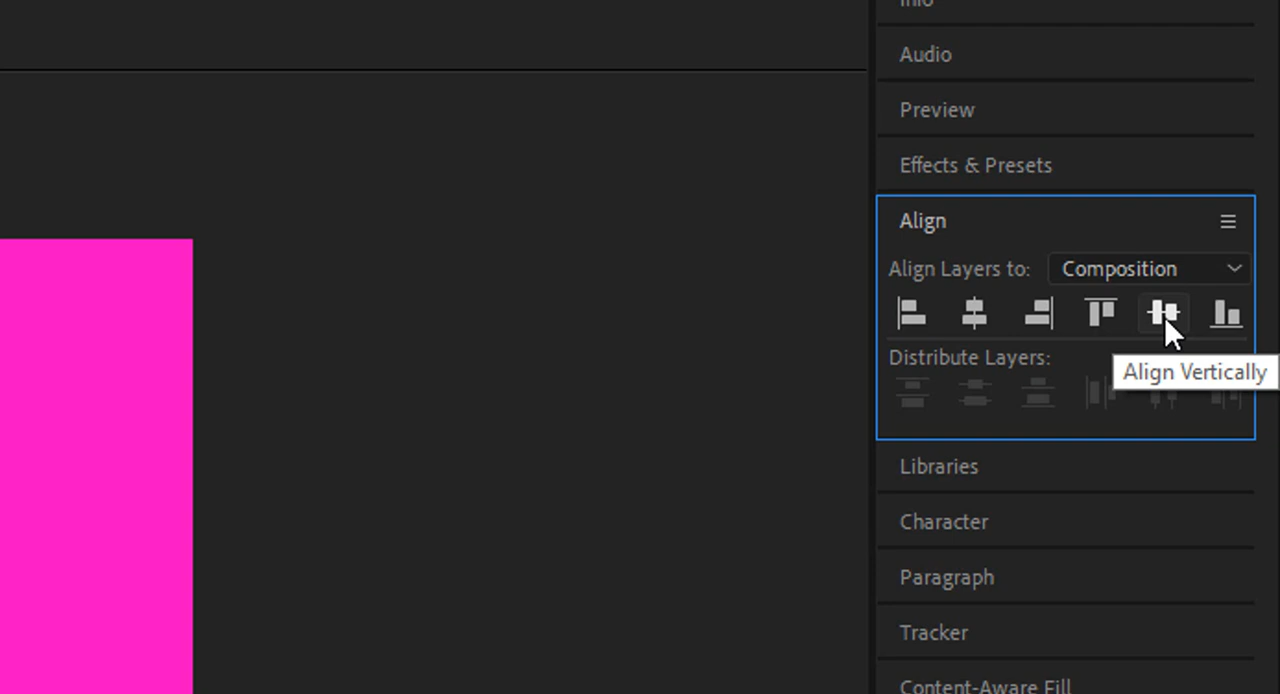 Info
Audio
Preview
Effects & Presets
Align
Align Layers to: Composition
Distribute Layers:
Align Vertically
Libraries
Character
Paragraph
Tracker
Content-Aware Fill